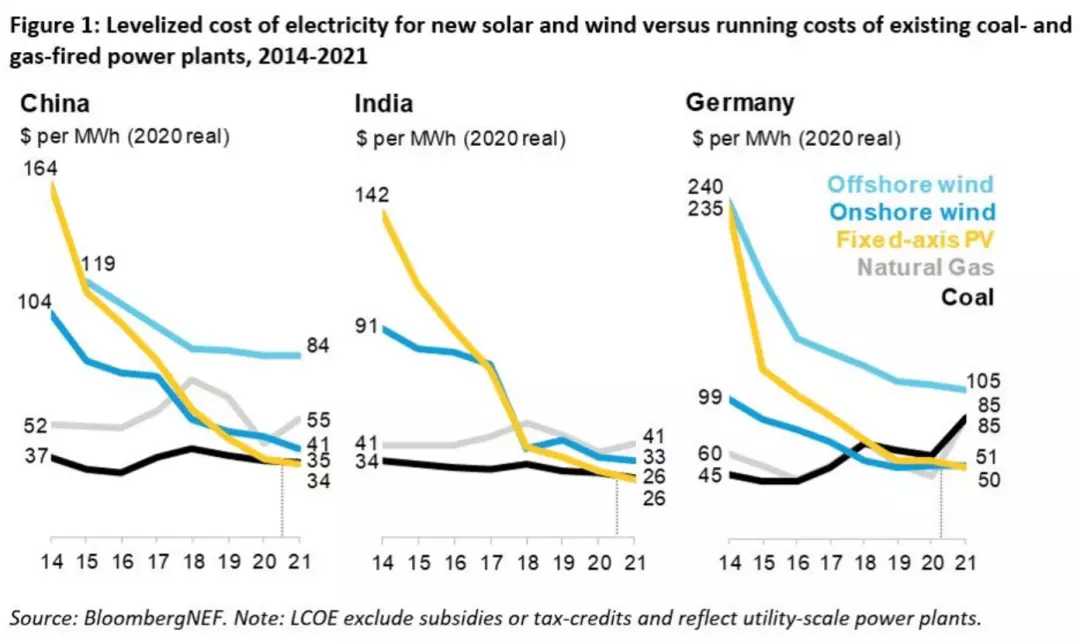 Figure 1: Levelized cost of electricity for new solar and wind versus running costs of existing coal- and
gas-fired power plants, 2014-2021
China
$ per MWh (2020 real)
164
119
104
84
52
37
55
41
35
34
14 15 16 17 18 19 20 21
India
$ per MWh (2020 real)
142
91
41
34
41
33
26
26
14 15 16 17 18 19 20 21
Germany
$ per MWh (2020 real)
240
235
Offshore wind
Onshore wind
Fixed-axis PV
Natural Gas
Coal
99
60
45
105
85
85
51
50
14 15 16 17 18 19 20 21
Source: BloombergNEF. Note: LCOE exclude subsidies or tax-credits and reflect utility-scale power plants.